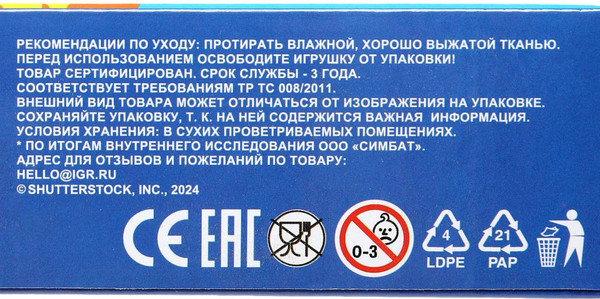 РЕКОМЕНДАЦИИ ПО УХОДУ: ПРОТИРАТЬ ВЛАЖНОЙ, ХОРОШО ВЫЖАТОЙ ТКАНЬЮ.
ПЕРЕД ИСПОЛЬЗОВАНИЕМ ОСВОБОДИТЕ ИГРУШКУ ОТ УПАКОВКИ!
ТОВАР СЕРТИФИЦИРОВАН. СРОК СЛУЖБЫ - 3 ГОДА.
СООТВЕТСТВУЕТ ТРЕБОВАНИЯМ ТР ТС 008/2011.
ВНЕШНИЙ ВИД ТОВАРА МОЖЕТ ОТЛИЧАТЬСЯ ОТ ИЗОБРАЖЕНИЯ НА УПАКОВКЕ.
СОХРАНЯЙТЕ УПАКОВКУ, Т. К. НА НЕЙ СОДЕРЖИТСЯ ВАЖНАЯ ИНФОРМАЦИЯ.
УСЛОВИЯ ХРАНЕНИЯ: В СУХИХ ПРОВЕТРИВАЕМЫХ ПОМЕЩЕНИЯХ.
* ПО ИТОГАМ ВНУТРЕННЕГО ИССЛЕДОВАНИЯ ООО «СИМБАТ».
АДРЕС ДЛЯ ОТЗЫВОВ И ПОЖЕЛАНИЙ ПО ТОВАРУ:
HELLO@IGR.RU
© SHUTTERSTOCK, INC., 2024
CE EAC 0-3 4 21
LDPE PAP